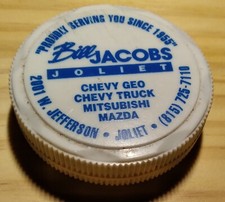 "PROUDLY SERVING YOU SINCE 1955"
Bill JACOBS
JOLIET
CHEVY GEO
CHEVY TRUCK
MITSUBISHI
MAZDA
2001 W. JEFFERSON • JOLIET • (815) 725-7110